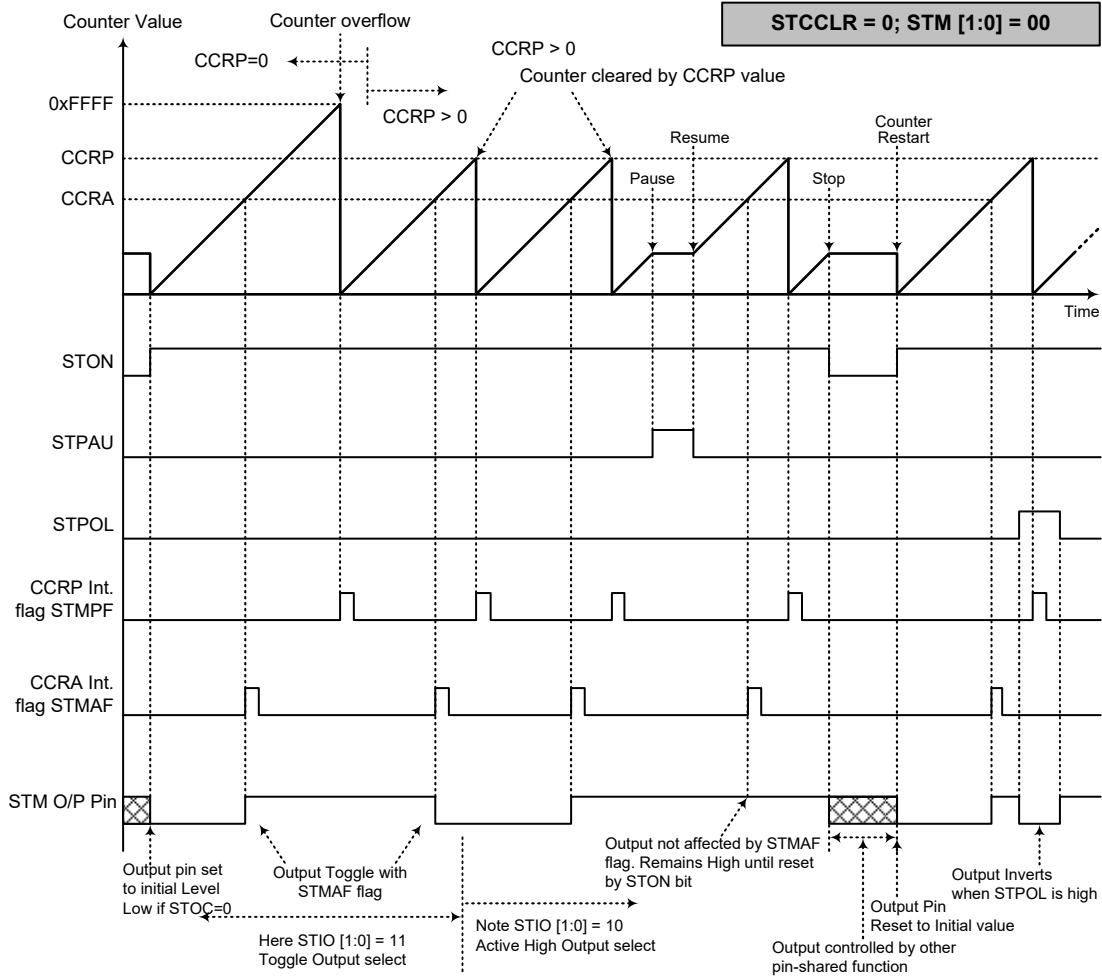 STCCLR = 0; STM [1:0] = 00
Counter Value
Counter overflow
CCRP=0
CCRP > 0
CCRP > 0
Counter cleared by CCRP value
0xFFFF
CCRP
CCRA
Pause
Resume
Stop
Counter
Restart
Time
STON
STPAU
STPOL
CCRP Int.
flag STMPF
CCRA Int.
flag STMAF
STM O/P Pin
Output pin set
to initial Level
Low if STOC=0
Output Toggle with
STMAF flag
Here STIO [1:0] = 11
Toggle Output select
Note STIO [1:0] = 10
Active High Output select
Output not affected by STMAF
flag. Remains High until reset
by STON bit
Output controlled by other
pin-shared function
Output Pin
Reset to Initial value
Output Inverts
when STPOL is high